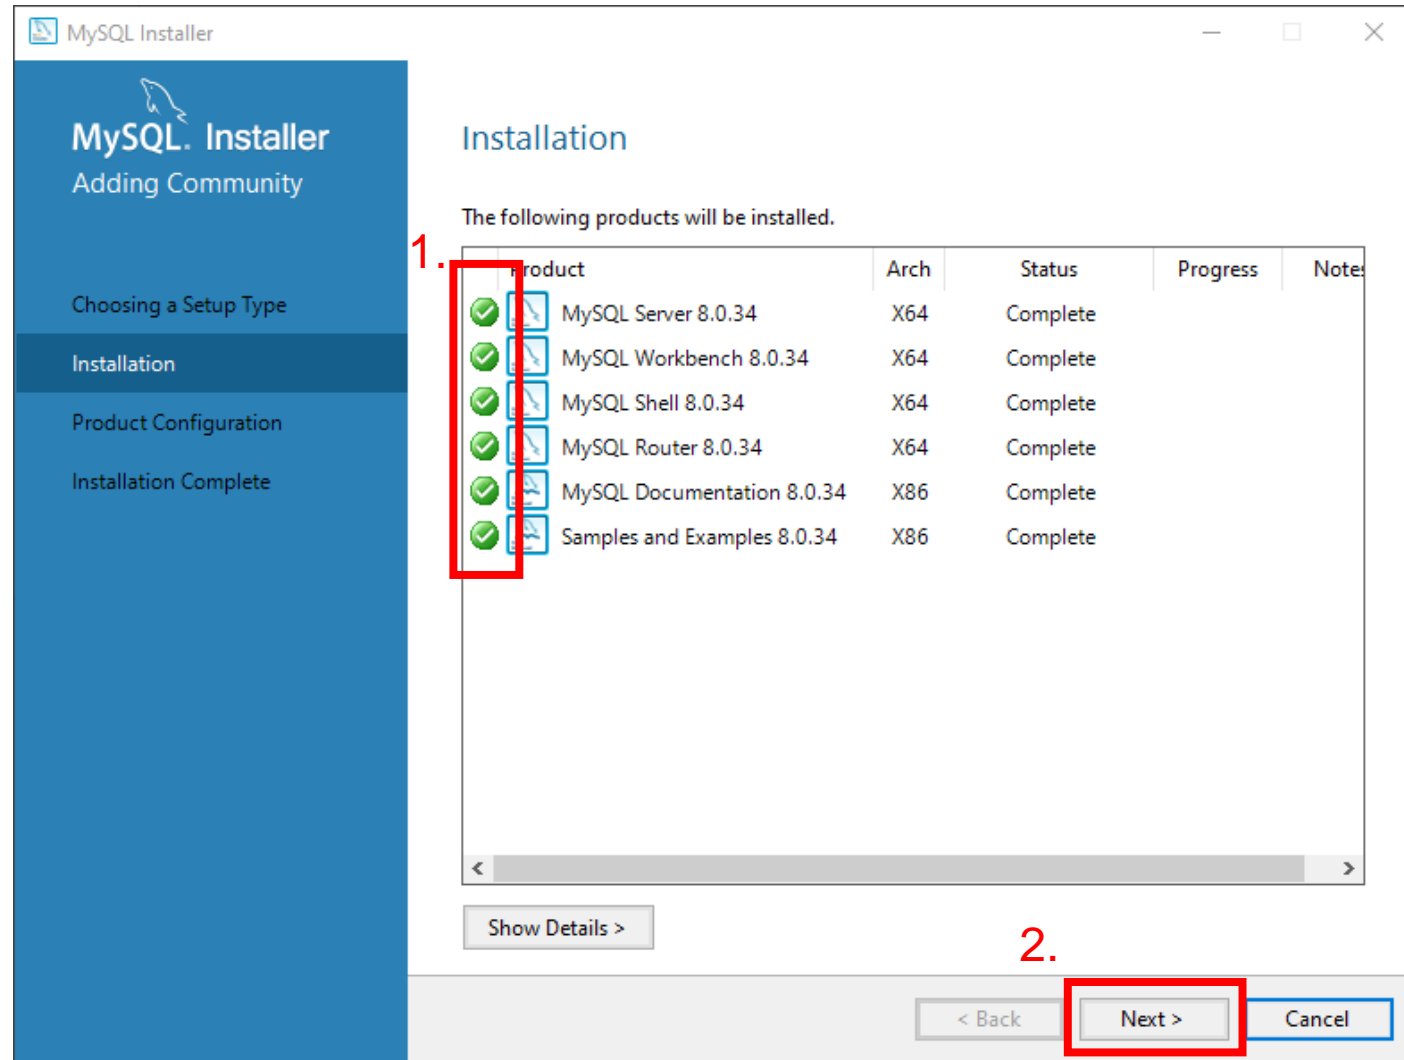 MySQL Installer
MySQL. Installer
Adding Community
Choosing a Setup Type
Installation
Product Configuration
Installation Complete
Installation
The following products will be installed.
1.
Product Arch Status Progress Notes
MySQL Server 8.0.34 X64 Complete
MySQL Workbench 8.0.34 X64 Complete
MySQL Shell 8.0.34 X64 Complete
MySQL Router 8.0.34 X64 Complete
MySQL Documentation 8.0.34 X86 Complete
Samples and Examples 8.0.34 X86 Complete
Show Details >
2.
< Back Next > Cancel